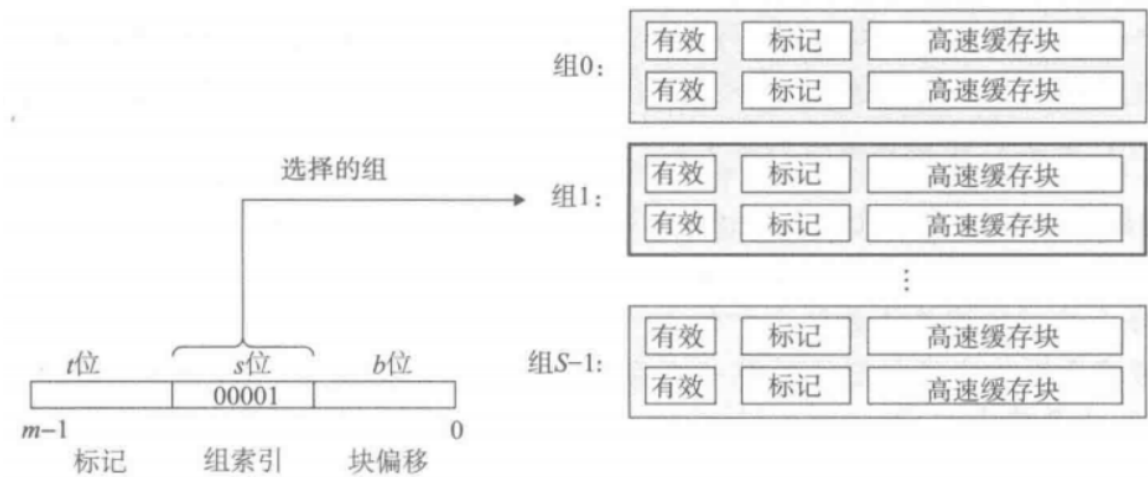 有效 标记 高速缓存块
组0:
有效 标记 高速缓存块
选择的组
有效 标记 高速缓存块
组1:
有效 标记 高速缓存块
⋮
有效 标记 高速缓存块
组S-1:
有效 标记 高速缓存块
t位 s位 b位
00001
m-1 0
标记 组索引 块偏移